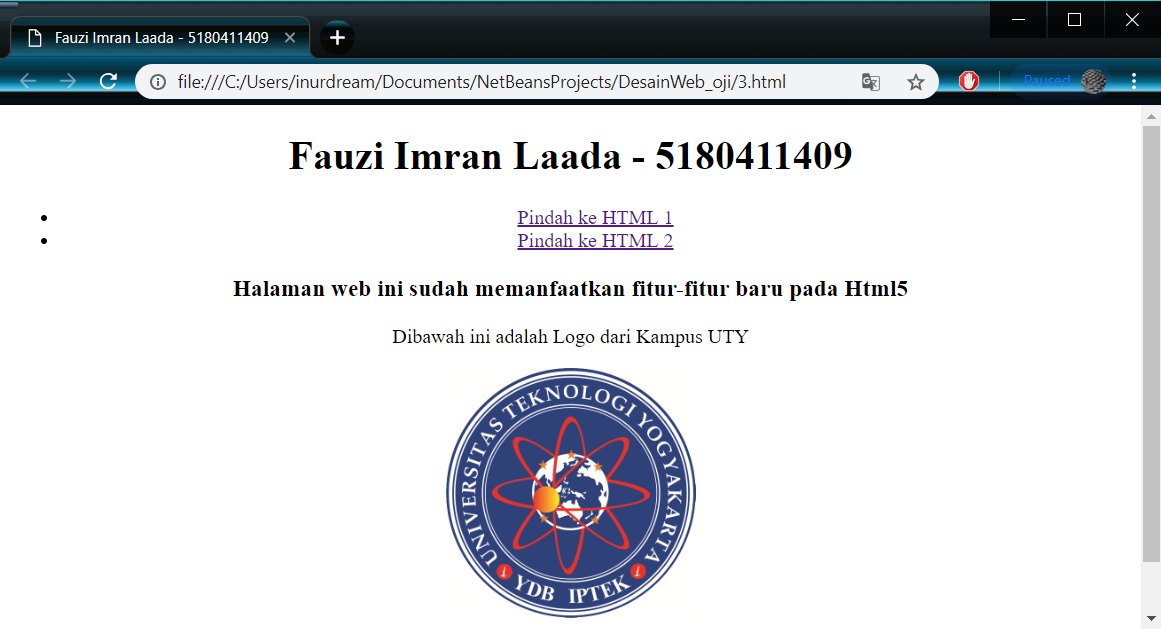 Fauzi Imran Laada - 5180411409
file:///C:/Users/inurdream/Documents/NetBeansProjects/DesainWeb_oji/3.html
Paused
Fauzi Imran Laada - 5180411409
Pindah ke HTML 1
Pindah ke HTML 2
Halaman web ini sudah memanfaatkan fitur-fitur baru pada Html5
Dibawah ini adalah Logo dari Kampus UTY
UNIVERSITAS TEKNOLOGI YOGYAKARTA
YDB IPTEK